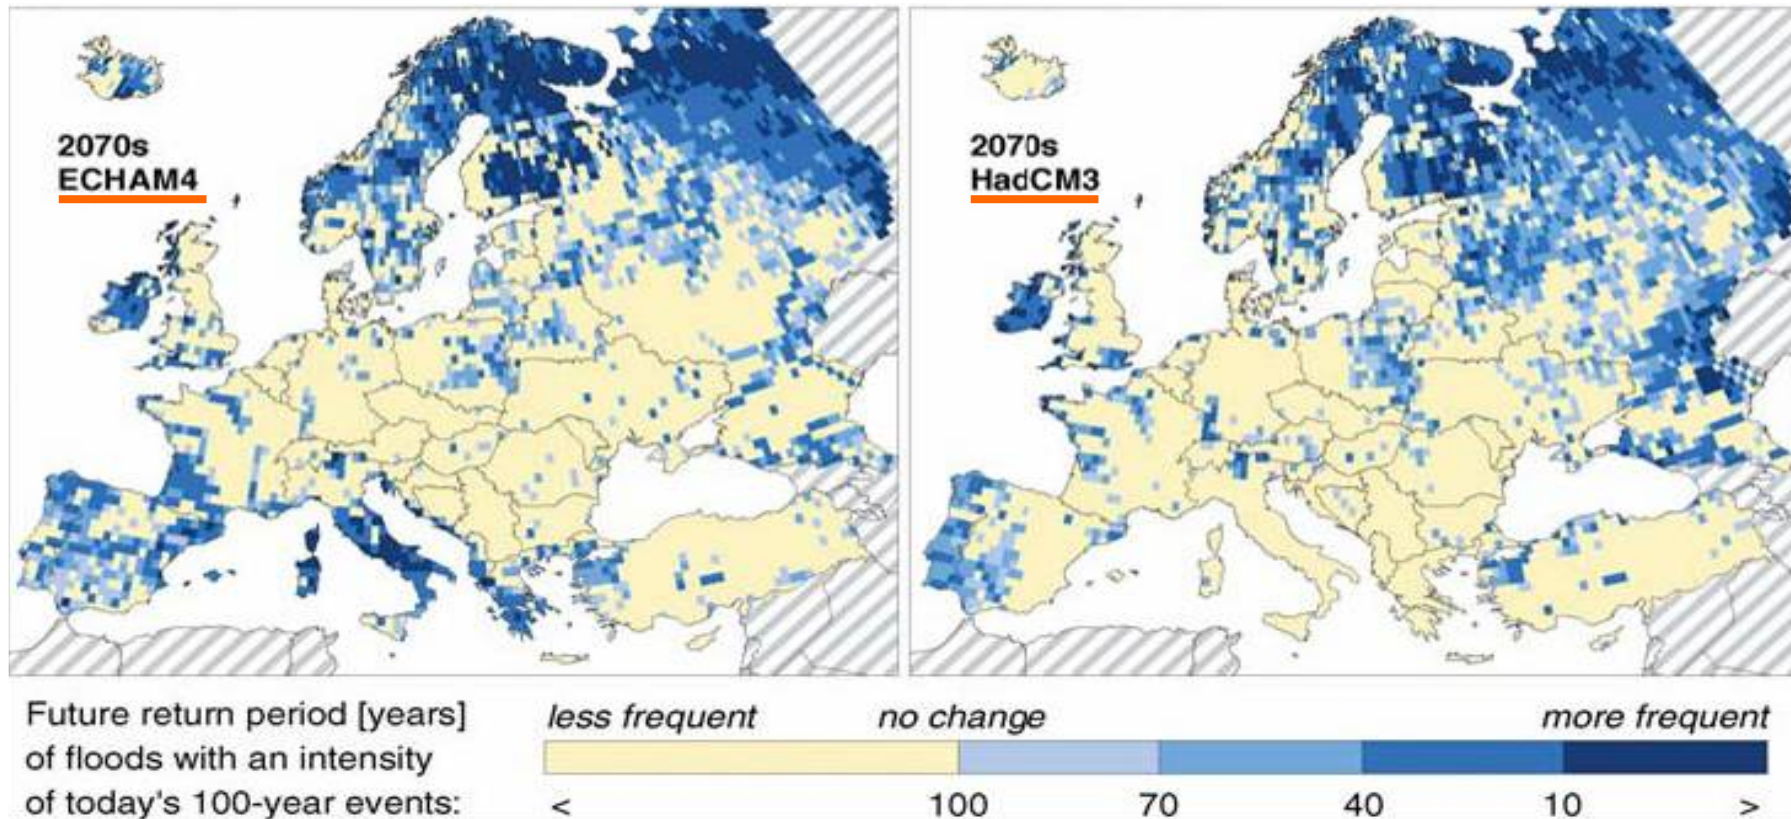 2070s
ECHAM4
2070s
HadCM3
Future return period [years]
of floods with an intensity
of today's 100-year events:
less frequent no change more frequent
< 100 70 40 10 >